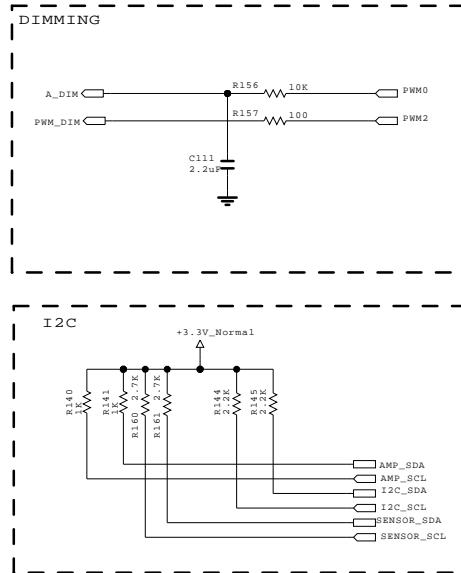 DIMMING
A_DIM R156 10K PWM0
PWM_DIM R157 100 PWM2
C111
2.2uF
I2C
+3.3V_Normal
R140
1K
R141
1K
R160 2.7K
R161 2.7K
R144
2.2K
R145
2.2K
AMP_SDA
AMP_SCL
I2C_SDA
I2C_SCL
SENSOR_SDA
SENSOR_SCL